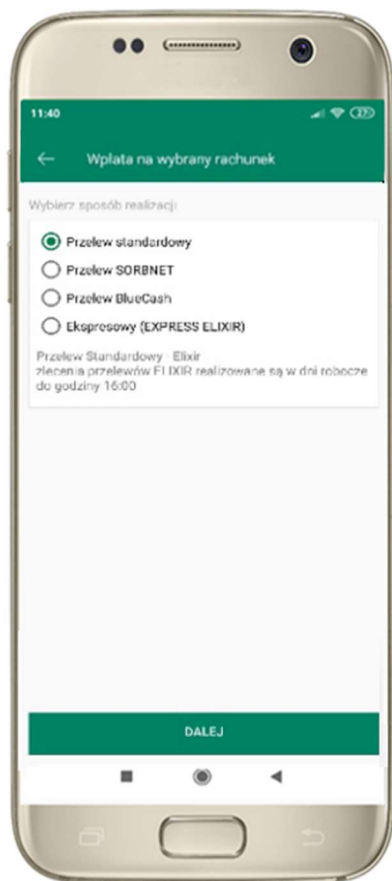 11:40
Wpłata na wybrany rachunek
Wybierz sposób realizacji
Przelew standardowy
Przelew SORBNET
Przelew BlueCash
Ekspresowy (EXPRESS ELIXIR)
Przelew Standardowy - Elixir
zlecenia przelewów ELIXIR realizowane są w dni robocze
do godziny 16:00
DALEJ